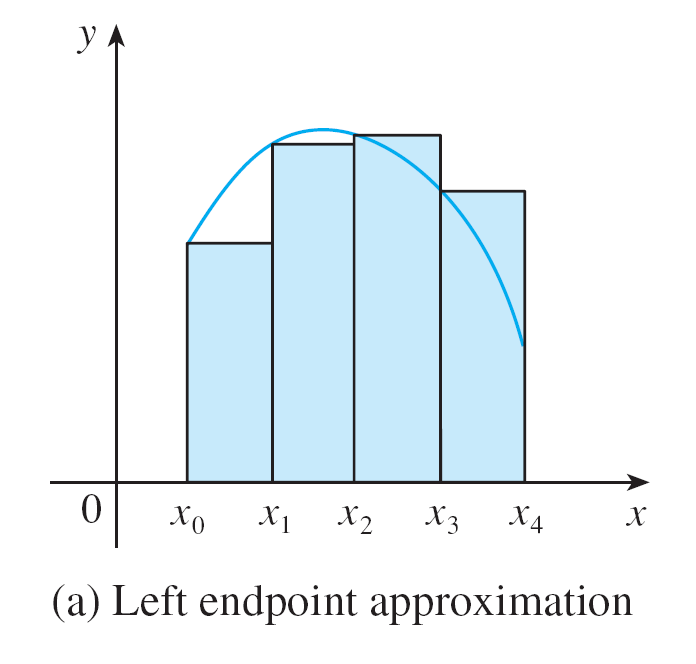 y
0 x₀ x₁ x₂ x₃ x₄ x
(a) Left endpoint approximation